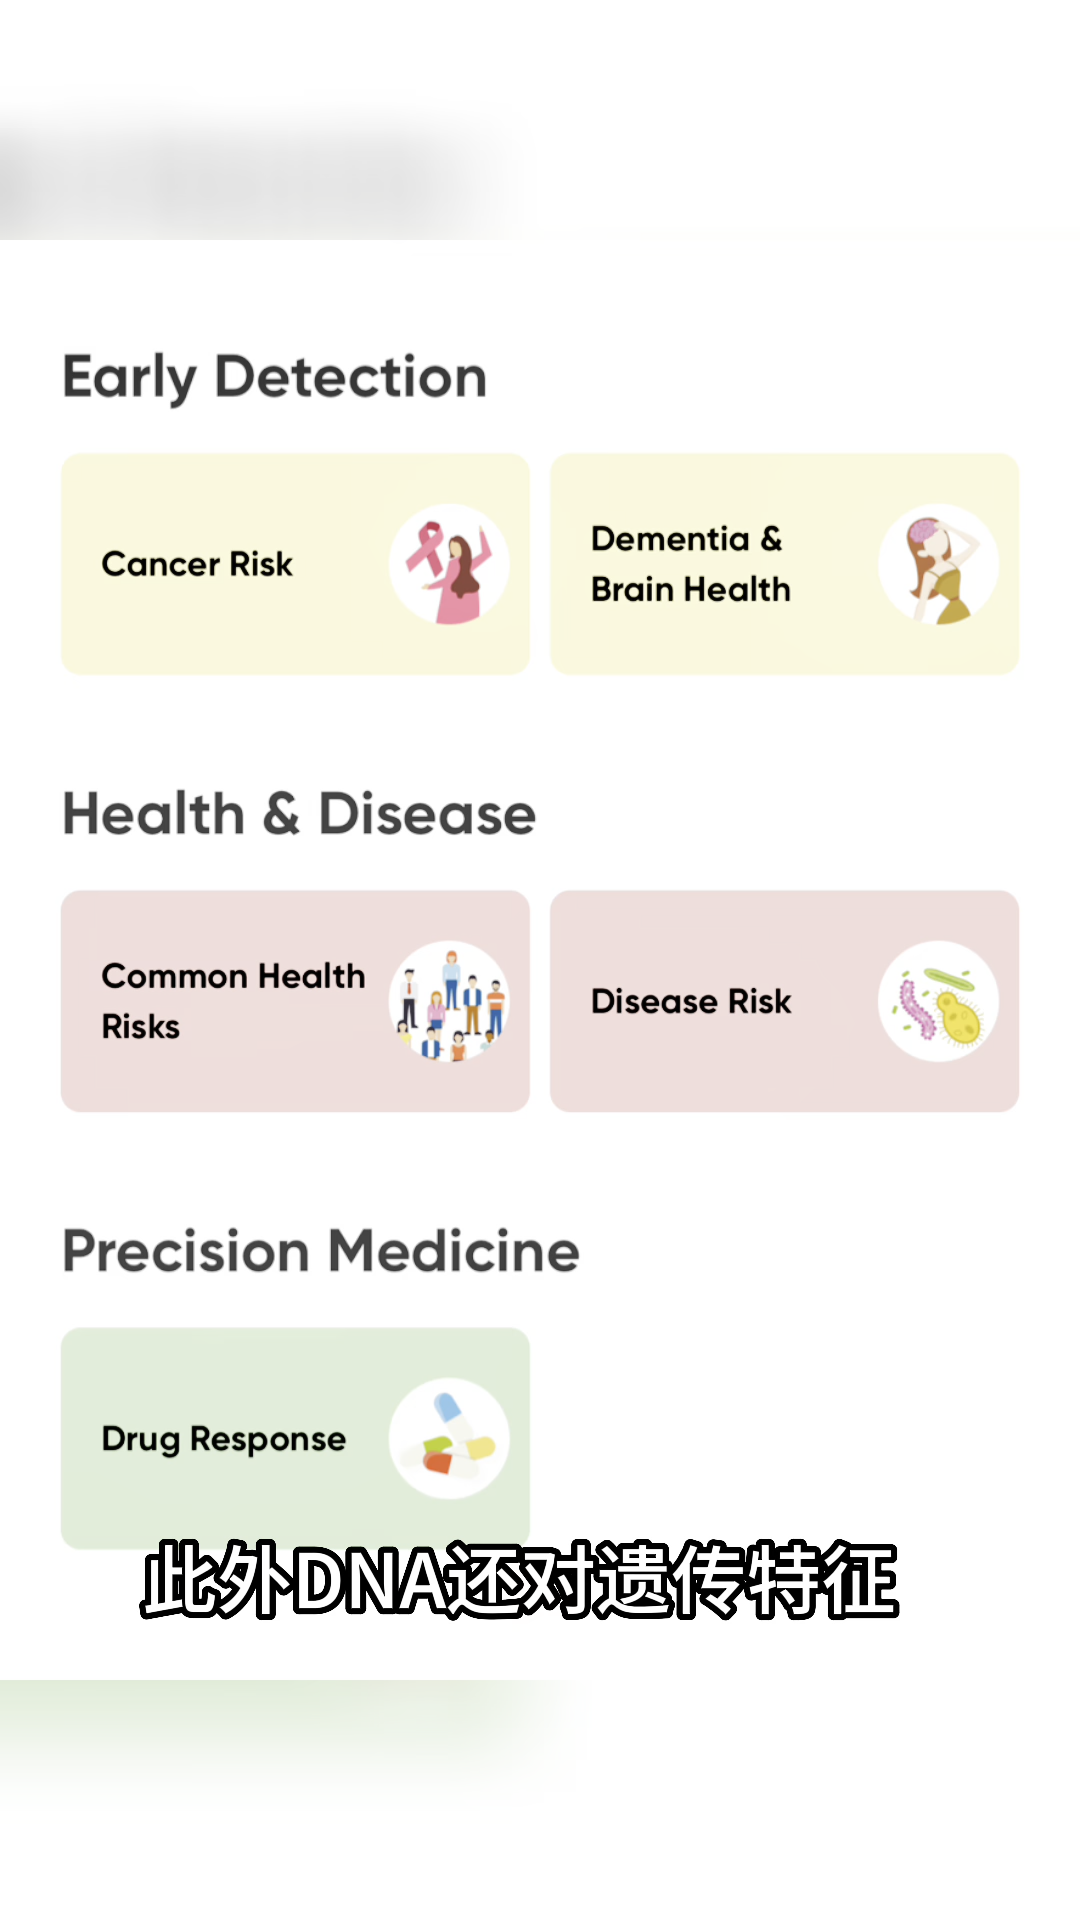 Early Detection
Cancer Risk
Dementia &
Brain Health
Health & Disease
Common Health
Risks
Disease Risk
Precision Medicine
Drug Response
此外DNA还对遗传特征